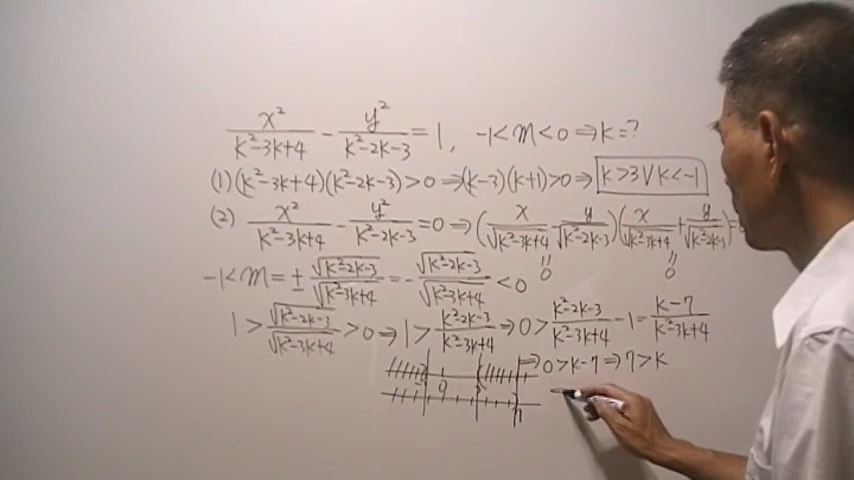 x²/(k²-3k+4) - y²/(k²-2k-3) = 1, -1<m<0 ⇒ k=?
(1) (k²-3k+4)(k²-2k-3)>0 ⇒ (k-3)(k+1)>0 ⇒ k>3 ∨ k<-1
(2) x²/(k²-3k+4) - y²/(k²-2k-3) = 0 ⇒ (x/√(k²-3k+4) - y/√(k²-2k-3))(x/√(k²-3k+4) + y/√(k²-2k-3)) =
0 0
-1<m = ± √(k²-2k-3)/√(k²-3k+4) = - √(k²-2k-3)/√(k²-3k+4) < 0
1 > √(k²-2k-3)/√(k²-3k+4) > 0 ⇒ 1 > (k²-2k-3)/(k²-3k+4) ⇒ 0 > (k²-2k-3)/(k²-3k+4) - 1 = (k-7)/(k²-3k+4)
⇒ 0>k-7 ⇒ 7>k